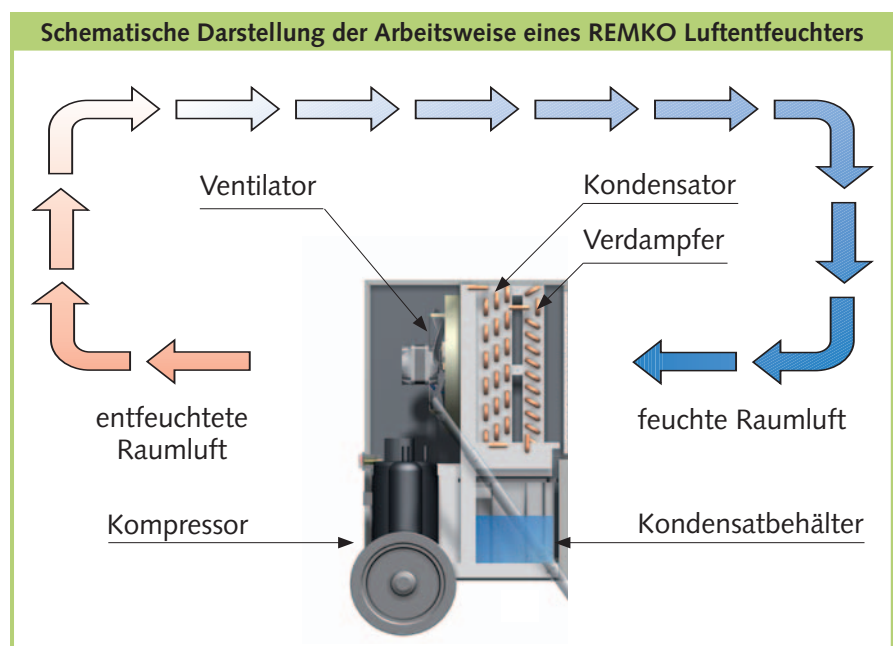 Schematische Darstellung der Arbeitsweise eines REMKO Luftentfeuchters
Ventilator
Kondensator
Verdampfer
entfeuchtete
Raumluft
feuchte Raumluft
Kompressor
Kondensatbehälter